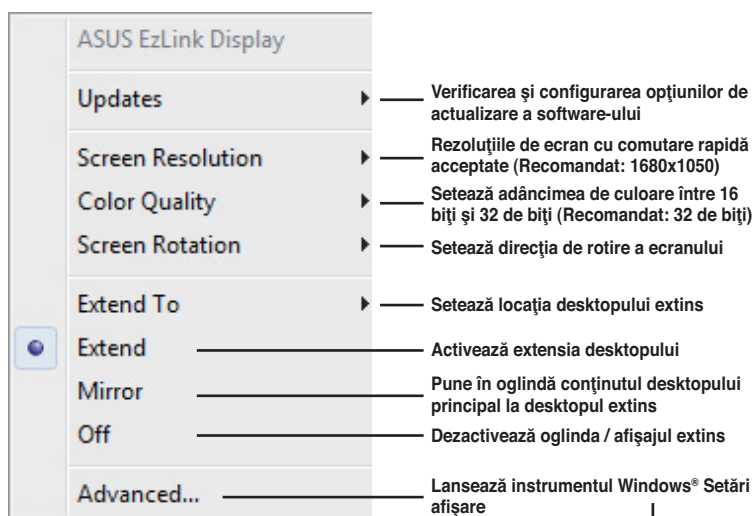 ASUS EzLink Display
Updates
Verificarea şi configurarea opţiunilor de
actualizare a software-ului
Screen Resolution
Rezoluţiile de ecran cu comutare rapidă
acceptate (Recomandat: 1680x1050)
Color Quality
Setează adâncimea de culoare între 16
biţi şi 32 de biţi (Recomandat: 32 de biţi)
Screen Rotation
Setează direcţia de rotire a ecranului
Extend To
Setează locaţia desktopului extins
Extend
Activează extensia desktopului
Mirror
Pune în oglindă conţinutul desktopului
principal la desktopul extins
Off
Dezactivează oglinda / afişajul extins
Advanced...
Lansează instrumentul Windows® Setări
afişare